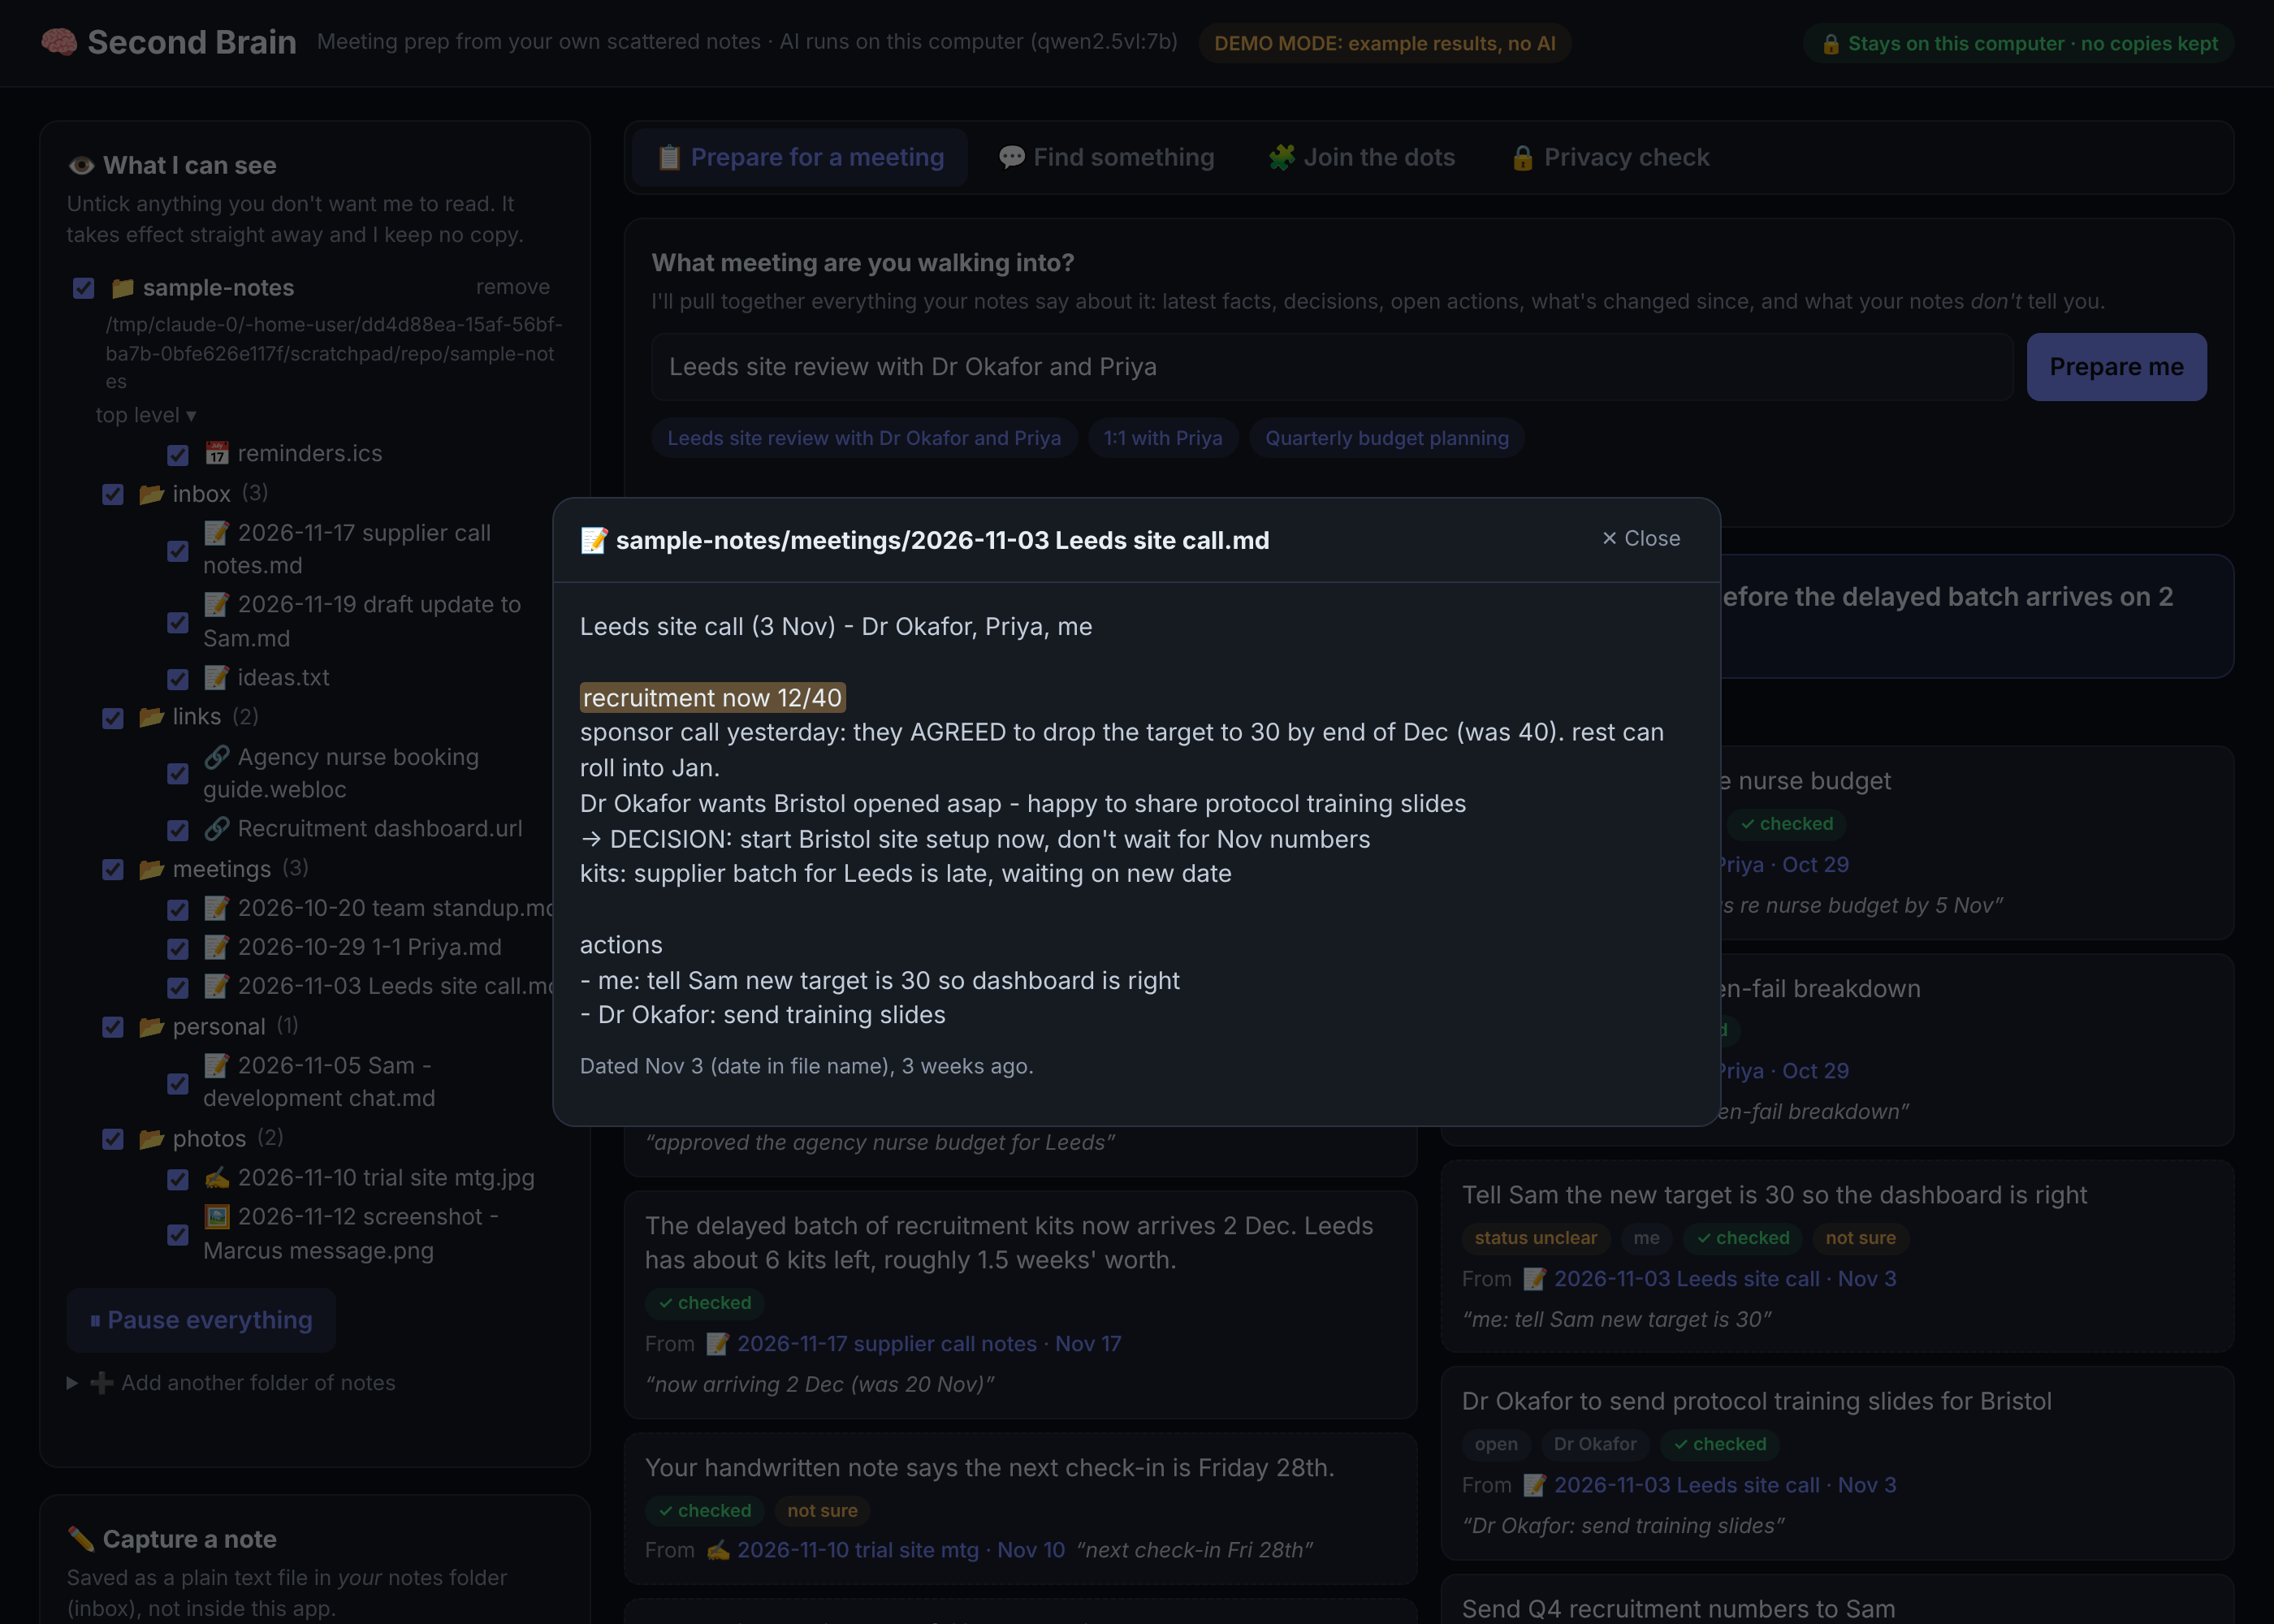 🧠 Second Brain Meeting prep from your own scattered notes · AI runs on this computer (qwen2.5vl:7b) DEMO MODE: example results, no AI 🔒 Stays on this computer · no copies kept
👁 What I can see
Untick anything you don't want me to read. It
takes effect straight away and I keep no copy.
📁 sample-notes remove
/tmp/claude-0/-home-user/dd4d88ea-15af-56bf-
ba7b-0bfe626e117f/scratchpad/repo/sample-not
es
top level ▾
📅 reminders.ics
📂 inbox (3)
📝 2026-11-17 supplier call
notes.md
📝 2026-11-19 draft update to
Sam.md
📝 ideas.txt
📂 links (2)
🔗 Agency nurse booking
guide.webloc
🔗 Recruitment dashboard.url
📂 meetings (3)
📝 2026-10-20 team standup.md
📝 2026-10-29 1-1 Priya.md
📝 2026-11-03 Leeds site call.md
📂 personal (1)
📝 2026-11-05 Sam -
development chat.md
📂 photos (2)
✍ 2026-11-10 trial site mtg.jpg
🖼 2026-11-12 screenshot -
Marcus message.png
⏸ Pause everything
▶ ➕ Add another folder of notes
✏ Capture a note
Saved as a plain text file in your notes folder
(inbox), not inside this app.
📋 Prepare for a meeting 💬 Find something 🧩 Join the dots 🔒 Privacy check
What meeting are you walking into?
I'll pull together everything your notes say about it: latest facts, decisions, open actions, what's changed since, and what your notes don't tell you.
Leeds site review with Dr Okafor and Priya Prepare me
Leeds site review with Dr Okafor and Priya 1:1 with Priya Quarterly budget planning
📝 sample-notes/meetings/2026-11-03 Leeds site call.md ✕ Close
Leeds site call (3 Nov) - Dr Okafor, Priya, me
recruitment now 12/40
sponsor call yesterday: they AGREED to drop the target to 30 by end of Dec (was 40). rest can
roll into Jan.
Dr Okafor wants Bristol opened asap - happy to share protocol training slides
→ DECISION: start Bristol site setup now, don't wait for Nov numbers
kits: supplier batch for Leeds is late, waiting on new date
actions
- me: tell Sam new target is 30 so dashboard is right
- Dr Okafor: send training slides
Dated Nov 3 (date in file name), 3 weeks ago.
efore the delayed batch arrives on 2
“approved the agency nurse budget for Leeds”
The delayed batch of recruitment kits now arrives 2 Dec. Leeds
has about 6 kits left, roughly 1.5 weeks' worth.
✓ checked
From 📝 2026-11-17 supplier call notes · Nov 17
“now arriving 2 Dec (was 20 Nov)”
Your handwritten note says the next check-in is Friday 28th.
✓ checked not sure
From ✍ 2026-11-10 trial site mtg · Nov 10 “next check-in Fri 28th”
e nurse budget
✓ checked
Priya · Oct 29
s re nurse budget by 5 Nov”
en-fail breakdown
Priya · Oct 29
en-fail breakdown”
Tell Sam the new target is 30 so the dashboard is right
status unclear me ✓ checked not sure
From 📝 2026-11-03 Leeds site call · Nov 3
“me: tell Sam new target is 30”
Dr Okafor to send protocol training slides for Bristol
open Dr Okafor ✓ checked
From 📝 2026-11-03 Leeds site call · Nov 3
“Dr Okafor: send training slides”
Send Q4 recruitment numbers to Sam